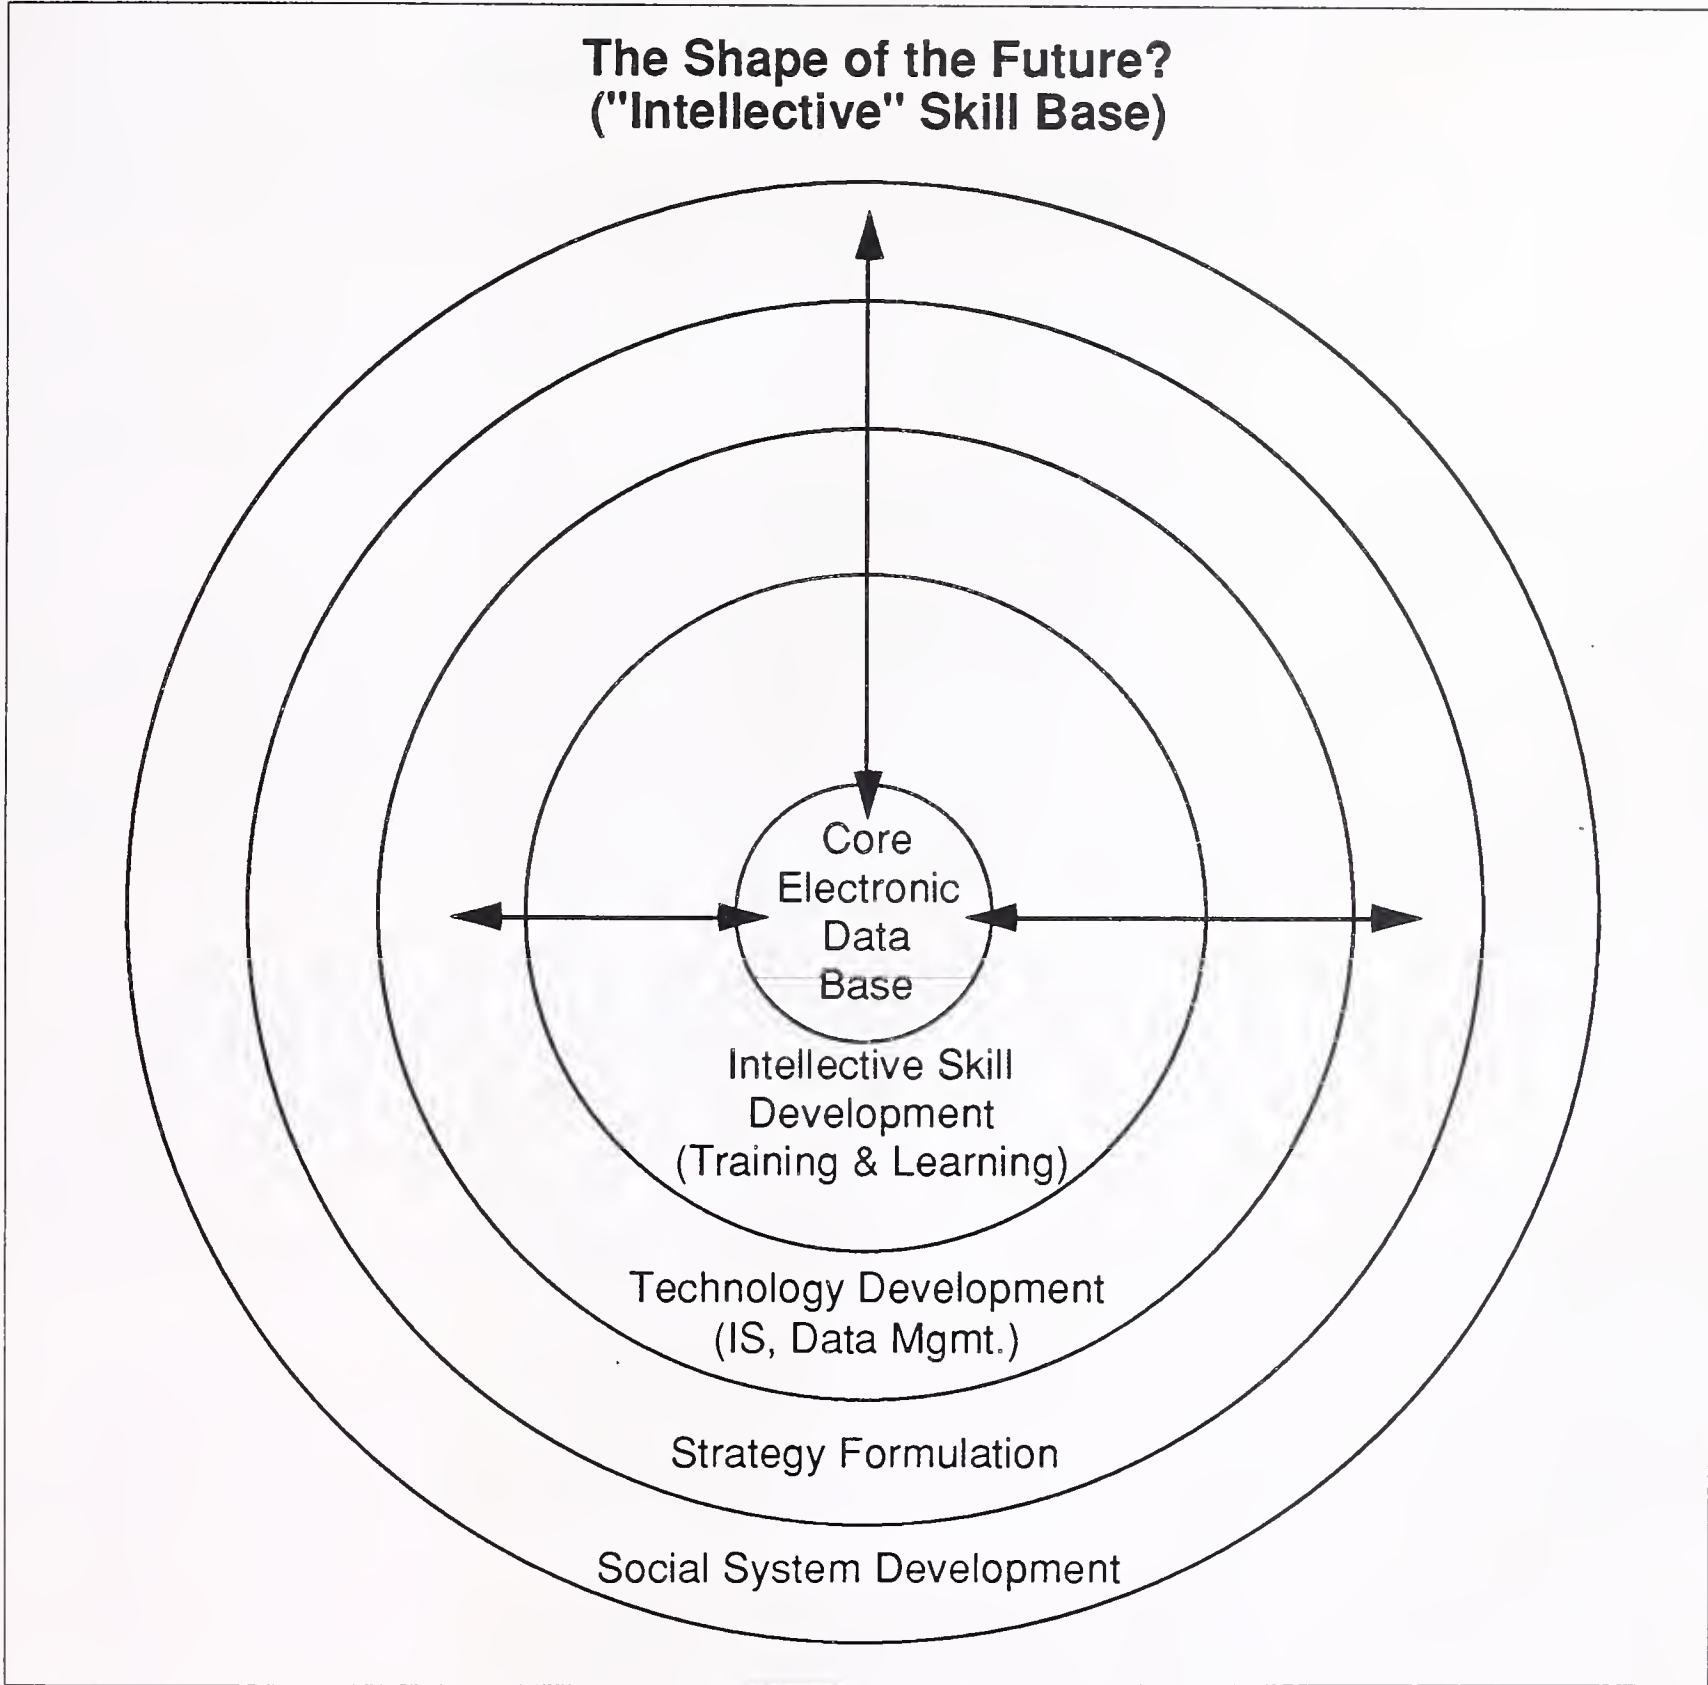 The Shape of the Future?
("Intellective" Skill Base)
Core
Electronic
Data
Base
Intellective Skill
Development
(Training & Learning)
Technology Development
(IS, Data Mgmt.)
Strategy Formulation
Social System Development